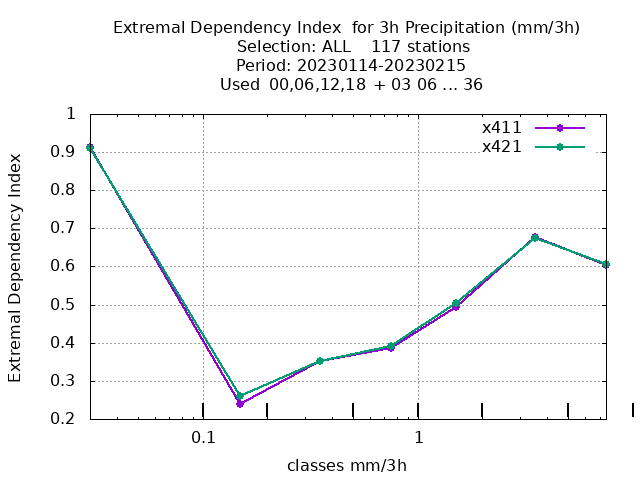 Extremal Dependency Index  for 3h Precipitation (mm/3h)
Selection: ALL    117 stations
Period: 20230114-20230215
Used  00,06,12,18  + 03 06 ... 36
x411
x421
Extremal Dependency Index
1
0.9
0.8
0.7
0.6
0.5
0.4
0.3
0.2
0.1
1
classes mm/3h